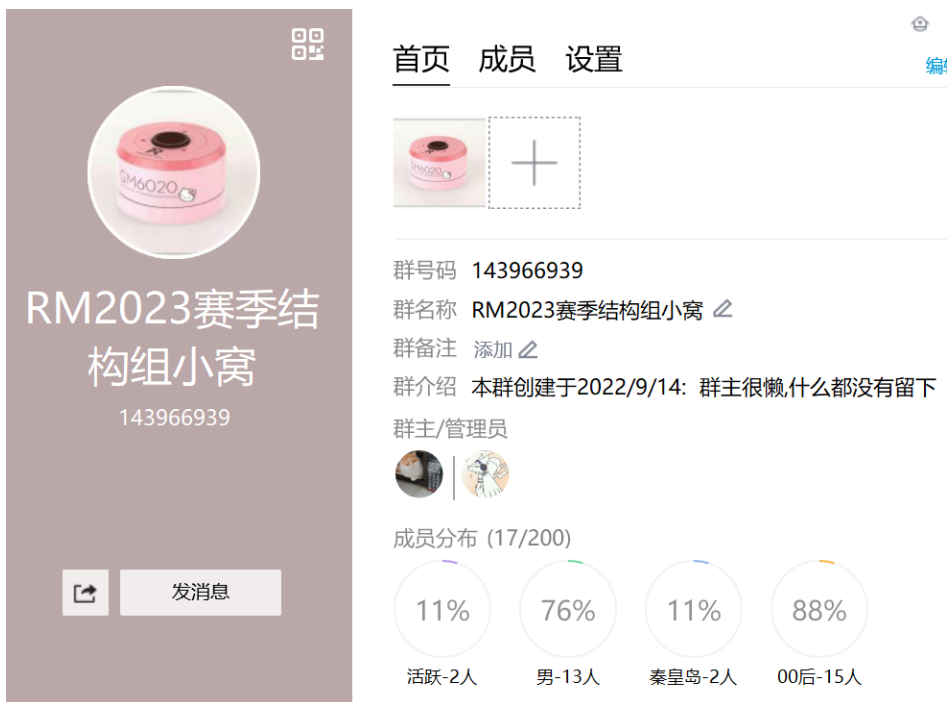 GM6020
RM2023赛季结
构组小窝
143966939
发消息
首页 成员 设置
GM6020
群号码 143966939
群名称 RM2023赛季结构组小窝
群备注 添加
群介绍 本群创建于2022/9/14: 群主很懒,什么都没有留下
群主/管理员
成员分布 (17/200)
11% 76% 11% 88%
活跃-2人 男-13人 秦皇岛-2人 00后-15人